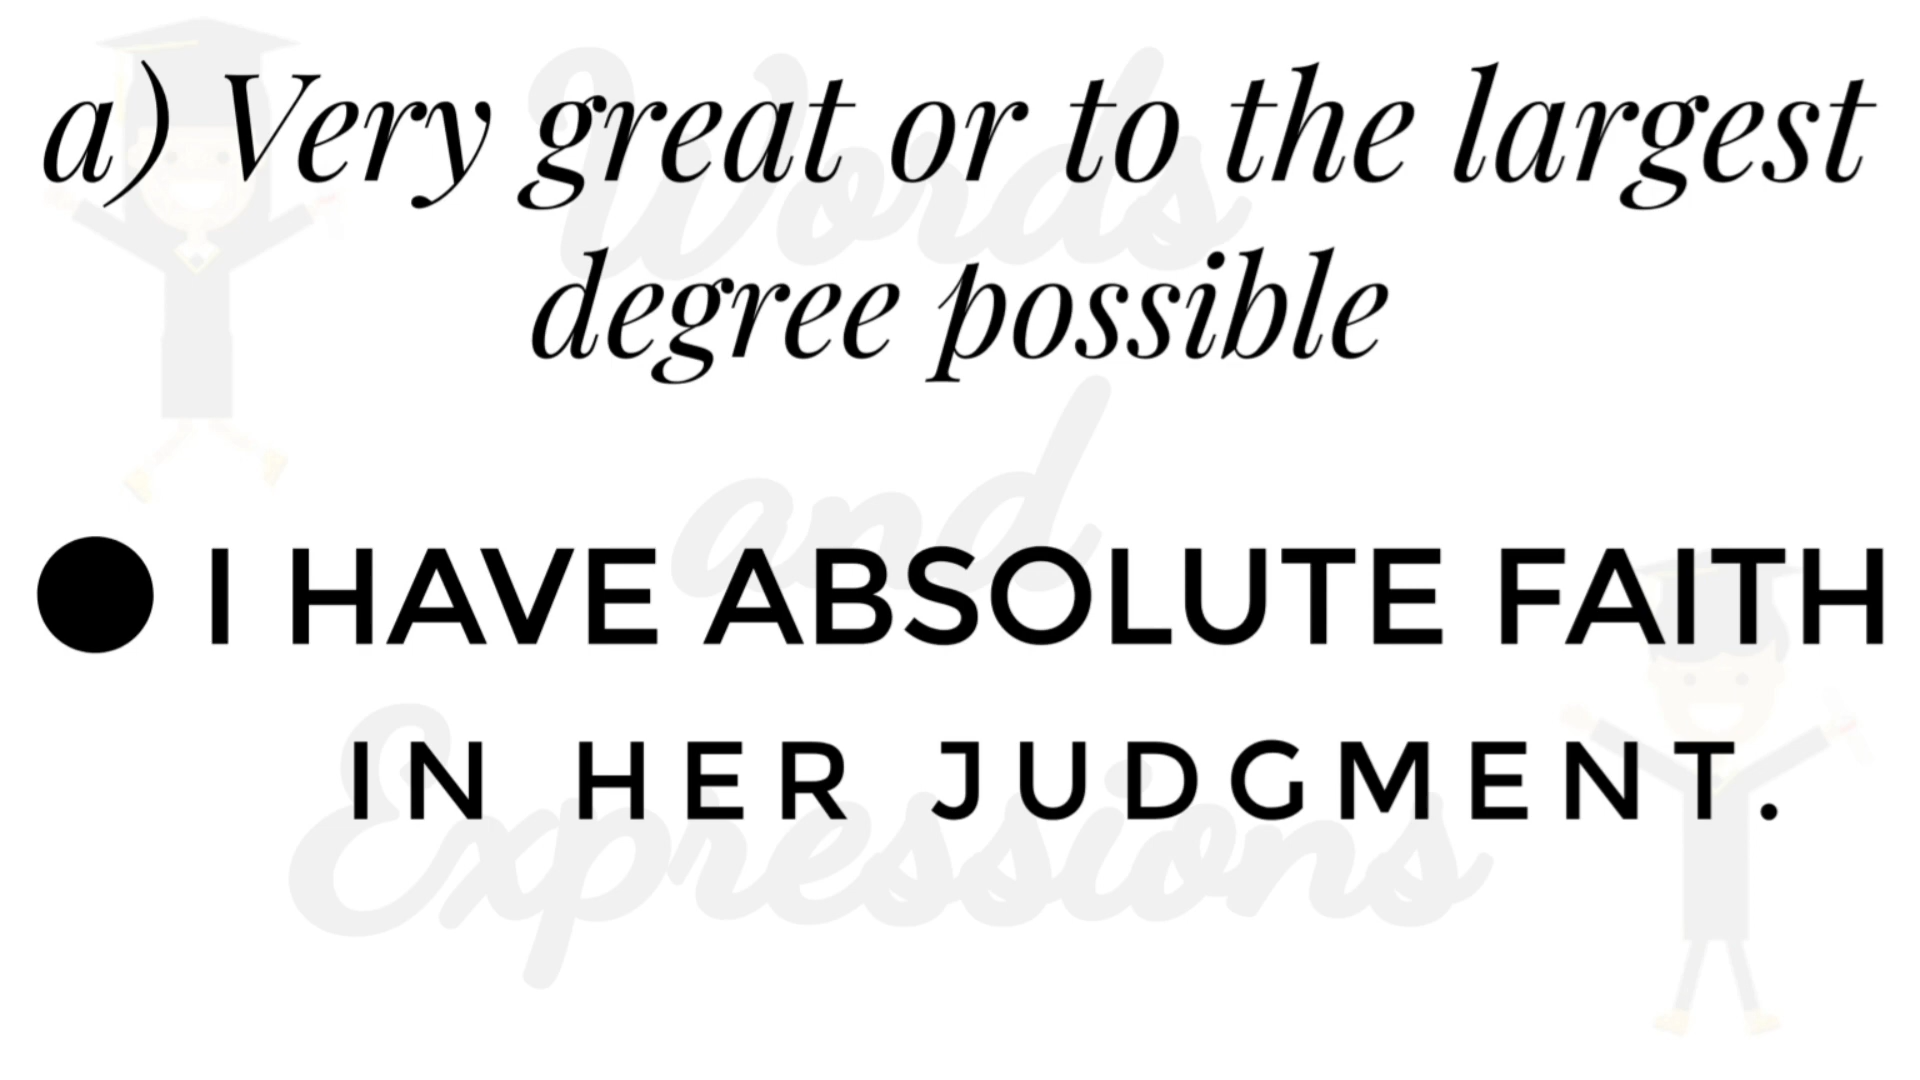 a) Very great or to the largest
degree possible
I HAVE ABSOLUTE FAITH
IN HER JUDGMENT.
Words
and
Expressions